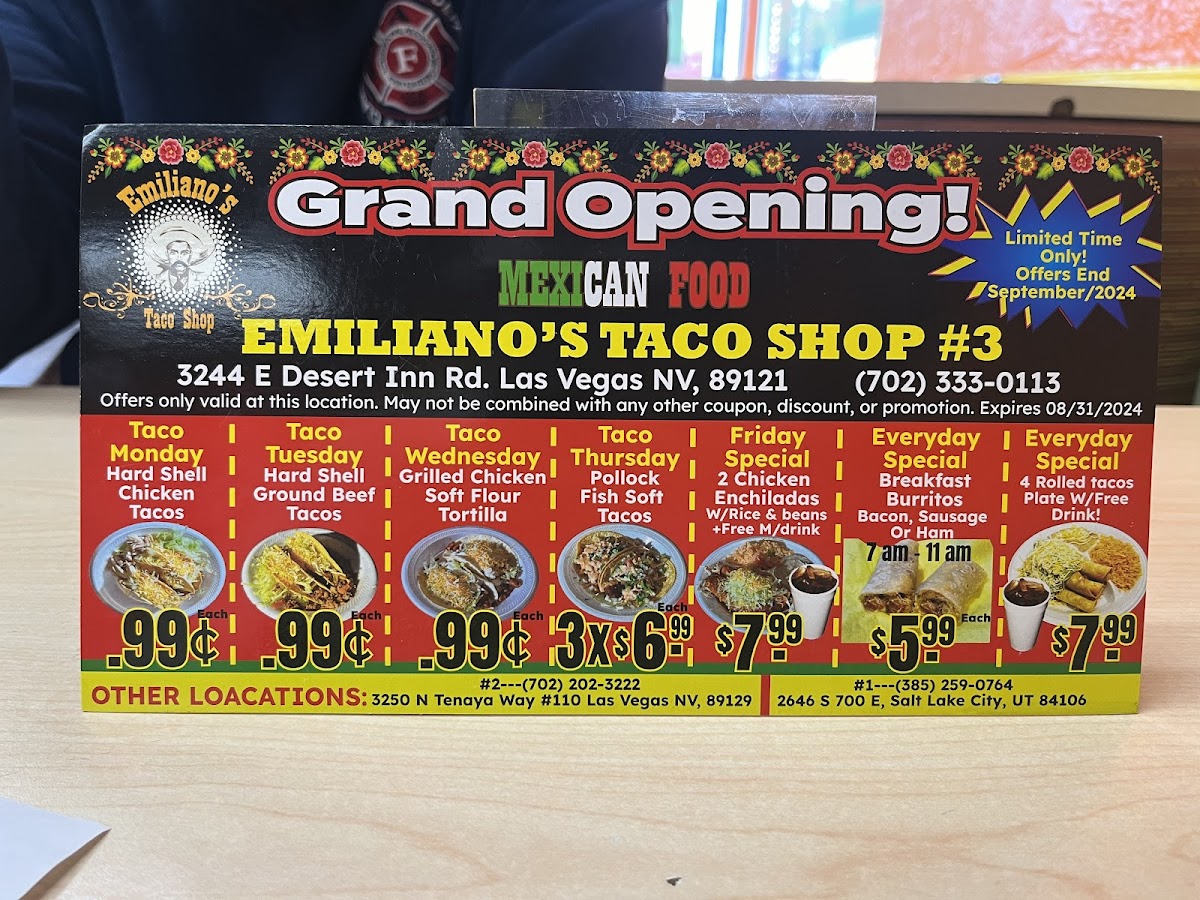 Emiliano's
Taco Shop
Grand Opening!
MEXICAN FOOD
Limited Time
Only!
Offers End
September/2024
EMILIANO'S TACO SHOP #3
3244 E Desert Inn Rd. Las Vegas NV, 89121 (702) 333-0113
Offers only valid at this location. May not be combined with any other coupon, discount, or promotion. Expires 08/31/2024
Taco
Monday
Hard Shell
Chicken
Tacos
.99¢ Each
Taco
Tuesday
Hard Shell
Ground Beef
Tacos
.99¢ Each
Taco
Wednesday
Grilled Chicken
Soft Flour
Tortilla
.99¢ Each
Taco
Thursday
Pollock
Fish Soft
Tacos
Each
3x$6.99
Friday
Special
2 Chicken
Enchiladas
W/Rice & beans
+Free M/drink
$7.99
Everyday
Special
Breakfast
Burritos
Bacon, Sausage
Or Ham
7 am - 11 am
$5.99 Each
Everyday
Special
4 Rolled tacos
Plate W/Free
Drink!
$7.99
OTHER LOACATIONS:
#2---(702) 202-3222
3250 N Tenaya Way #110 Las Vegas NV, 89129
#1---(385) 259-0764
2646 S 700 E, Salt Lake City, UT 84106
F